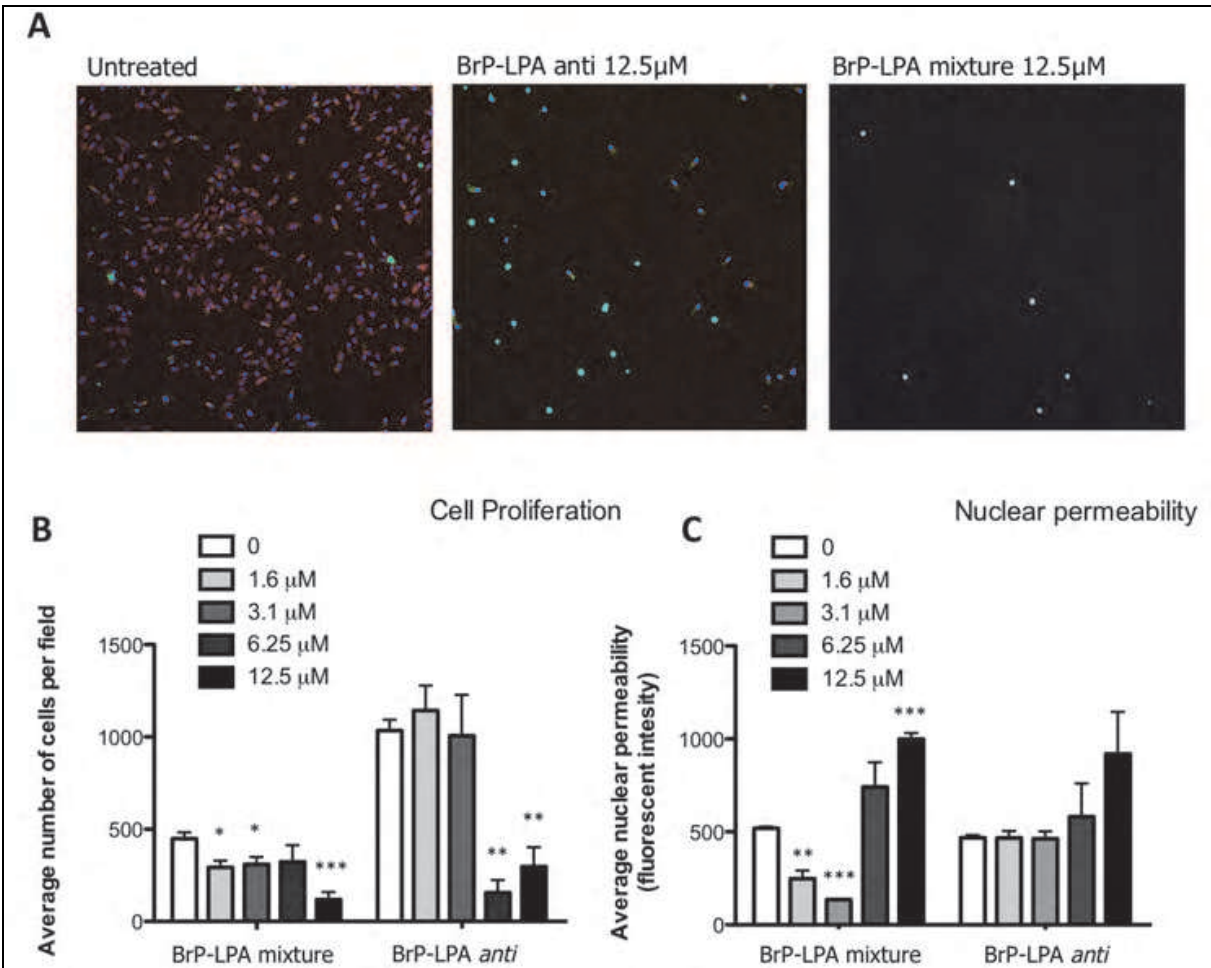 A
Untreated
BrP-LPA anti 12.5μM
BrP-LPA mixture 12.5μM
B
Cell Proliferation
0
1.6 μM
3.1 μM
6.25 μM
12.5 μM
Average number of cells per field
1500
1000
500
0
* * *** ** **
BrP-LPA mixture
BrP-LPA anti
C
Nuclear permeability
0
1.6 μM
3.1 μM
6.25 μM
12.5 μM
Average nuclear permeability
(fluorescent intesity)
1500
1000
500
0
** *** ***
BrP-LPA mixture
BrP-LPA anti